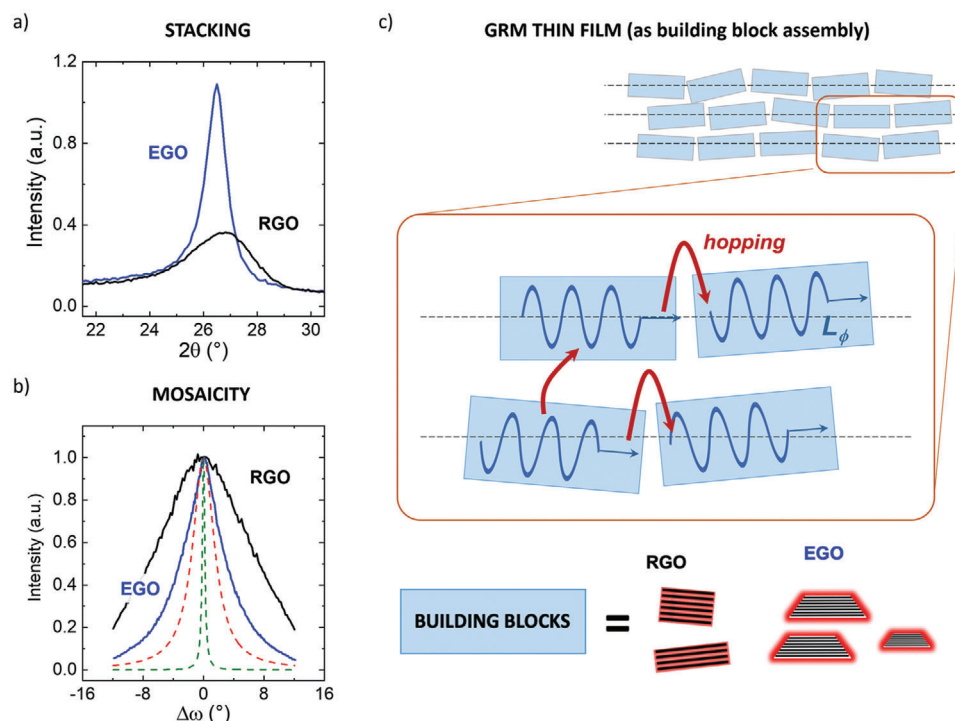 a)
STACKING
1.2
0.8
0.4
0.0
Intensity (a.u.)
EGO
RGO
22
24
26
28
30
2θ (°)
b)
MOSAICITY
1.0
0.8
0.6
0.4
0.2
0.0
Intensity (a.u.)
RGO
EGO
-16
-8
0
8
16
Δω (°)
c)
GRM THIN FILM (as building block assembly)
hopping
Lϕ
RGO
EGO
BUILDING BLOCKS
=